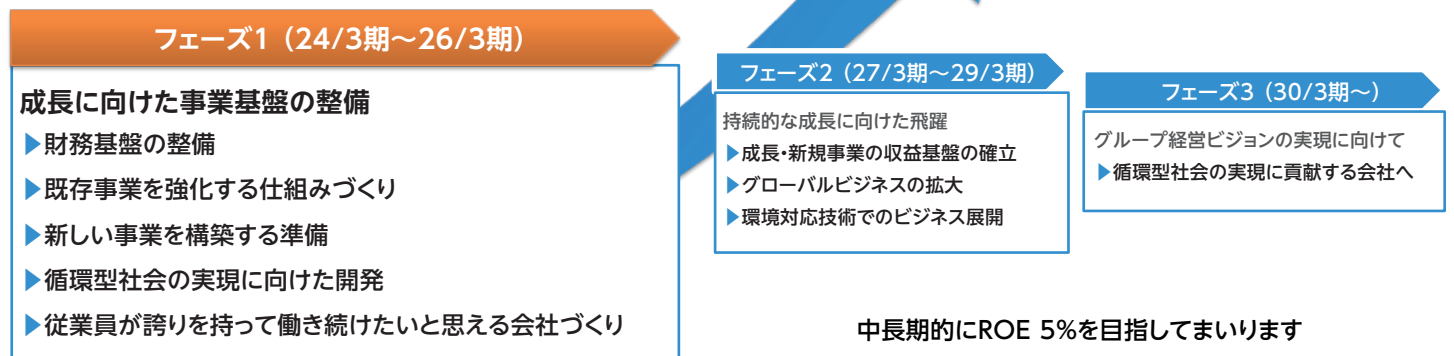 フェーズ1（24/3期～26/3期）
成長に向けた事業基盤の整備
▶財務基盤の整備
▶既存事業を強化する仕組みづくり
▶新しい事業を構築する準備
▶循環型社会の実現に向けた開発
▶従業員が誇りを持って働き続けたいと思える会社づくり
フェーズ2（27/3期～29/3期）
持続的な成長に向けた飛躍
▶成長・新規事業の収益基盤の確立
▶グローバルビジネスの拡大
▶環境対応技術でのビジネス展開
フェーズ3（30/3期～）
グループ経営ビジョンの実現に向けて
▶循環型社会の実現に貢献する会社へ
中長期的にROE 5%を目指してまいります